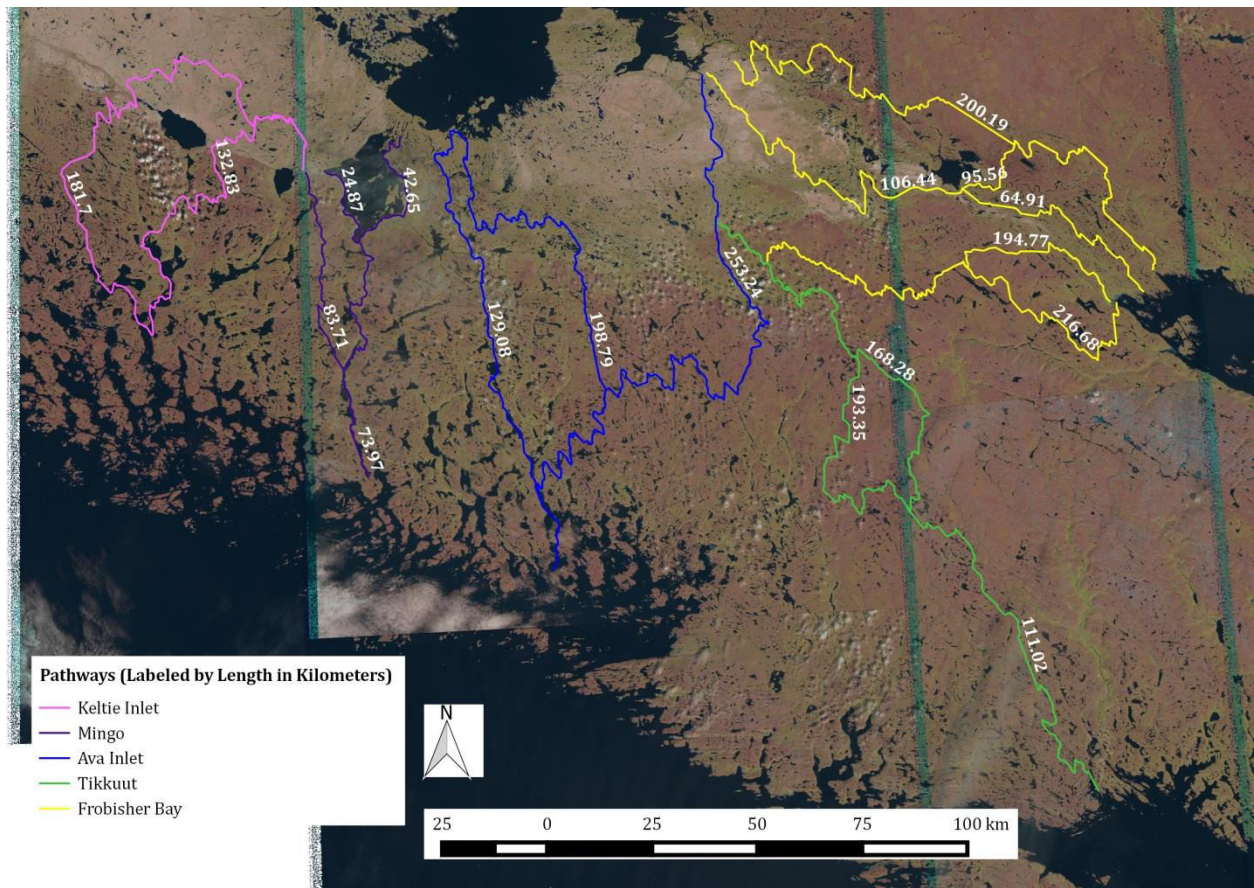 200.19
181.7
132.83
24.87
42.65
106.44
95.56
64.91
194.77
253.24
216.68
83.71
129.08
198.79
168.28
193.35
73.97
111.02
Pathways (Labeled by Length in Kilometers)
Keltie Inlet
Mingo
Ava Inlet
Tikkuut
Frobisher Bay
N
25 0 25 50 75 100 km